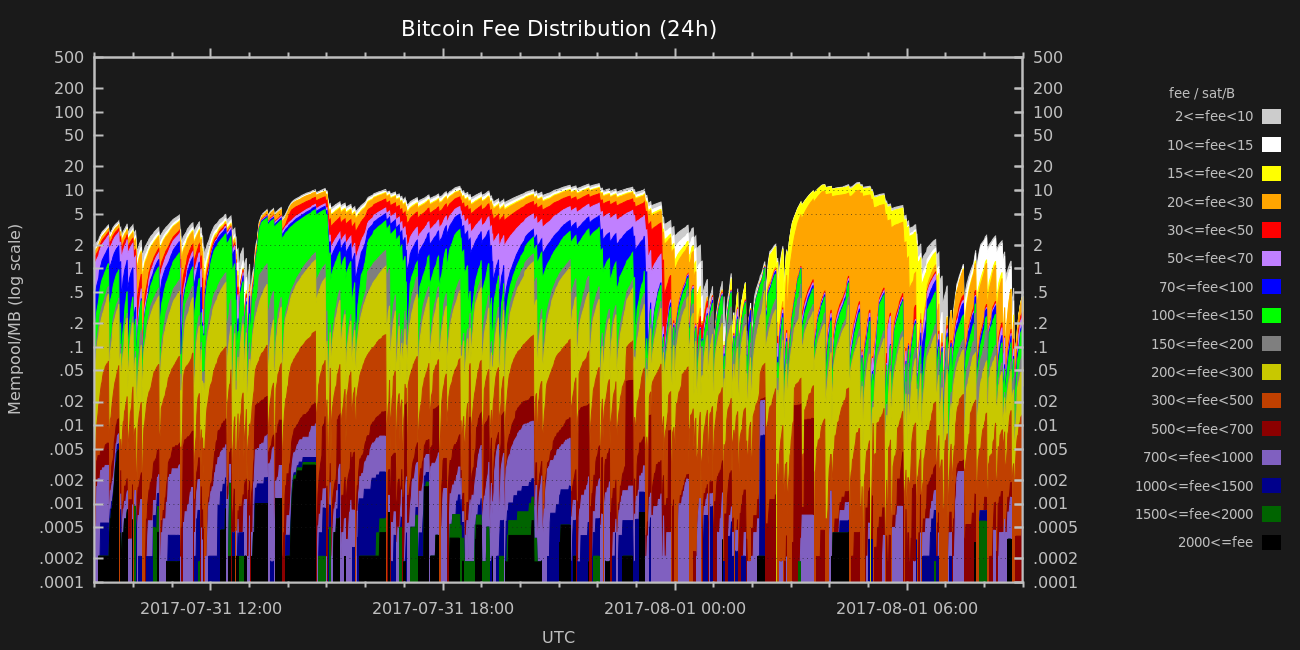 Bitcoin Fee Distribution (24h)
Mempool/MB (log scale)
500
200
100
50
20
10
5
2
1
.5
.2
.1
.05
.02
.01
.005
.002
.001
.0005
.0002
.0001
500
200
100
50
20
10
5
2
1
.5
.2
.1
.05
.02
.01
.005
.002
.001
.0005
.0002
.0001
2017-07-31 12:00 2017-07-31 18:00 2017-08-01 00:00 2017-08-01 06:00
UTC
fee / sat/B
2<=fee<10
10<=fee<15
15<=fee<20
20<=fee<30
30<=fee<50
50<=fee<70
70<=fee<100
100<=fee<150
150<=fee<200
200<=fee<300
300<=fee<500
500<=fee<700
700<=fee<1000
1000<=fee<1500
1500<=fee<2000
2000<=fee